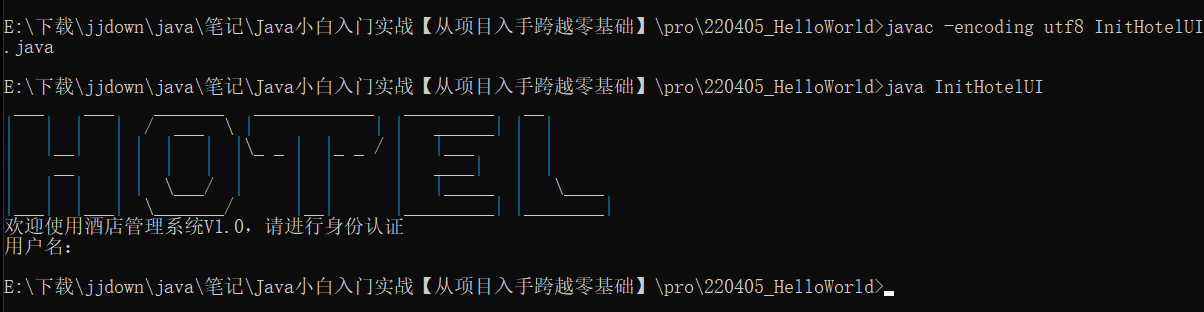 E:\下载\jjdown\java\笔记\Java小白入门实战【从项目入手跨越零基础】\pro\220405_HelloWorld>javac -encoding utf8 InitHotelUI
.java
E:\下载\jjdown\java\笔记\Java小白入门实战【从项目入手跨越零基础】\pro\220405_HelloWorld>java InitHotelUI
HOTEL
欢迎使用酒店管理系统V1.0，请进行身份认证
用户名：
E:\下载\jjdown\java\笔记\Java小白入门实战【从项目入手跨越零基础】\pro\220405_HelloWorld>